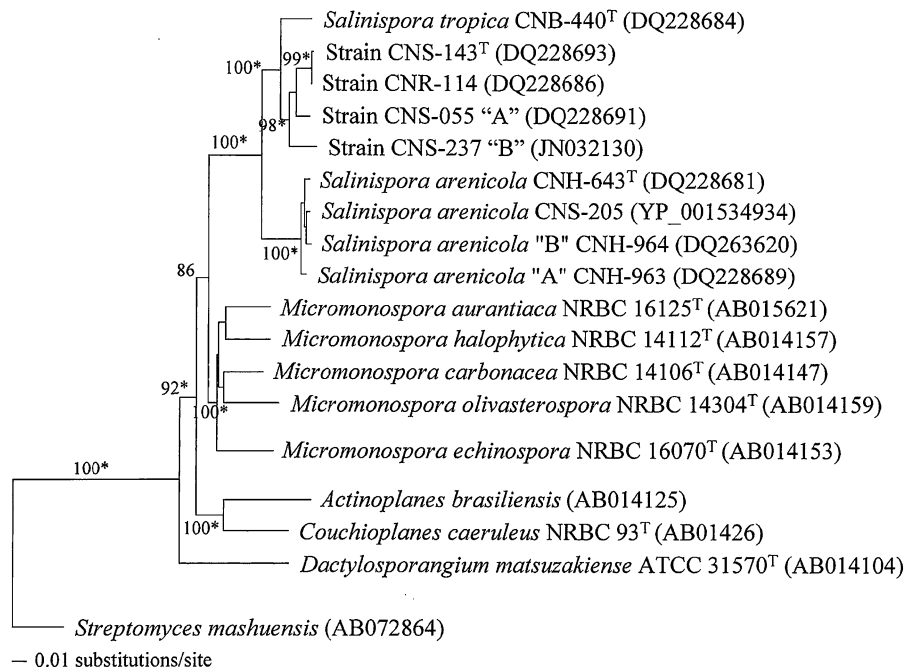 Salinispora tropica CNB-440ᵀ (DQ228684)
99*
Strain CNS-143ᵀ (DQ228693)
100*
Strain CNR-114 (DQ228686)
Strain CNS-055 “A” (DQ228691)
98*
100*
Strain CNS-237 “B” (JN032130)
Salinispora arenicola CNH-643ᵀ (DQ228681)
Salinispora arenicola CNS-205 (YP_001534934)
Salinispora arenicola "B" CNH-964 (DQ263620)
100*
Salinispora arenicola "A" CNH-963 (DQ228689)
86
Micromonospora aurantiaca NRBC 16125ᵀ (AB015621)
Micromonospora halophytica NRBC 14112ᵀ (AB014157)
Micromonospora carbonacea NRBC 14106ᵀ (AB014147)
92*
Micromonospora olivasterospora NRBC 14304ᵀ (AB014159)
100*
Micromonospora echinospora NRBC 16070ᵀ (AB014153)
100*
Actinoplanes brasiliensis (AB014125)
100*
Couchioplanes caeruleus NRBC 93ᵀ (AB01426)
Dactylosporangium matsuzakiense ATCC 31570ᵀ (AB014104)
Streptomyces mashuensis (AB072864)
0.01 substitutions/site